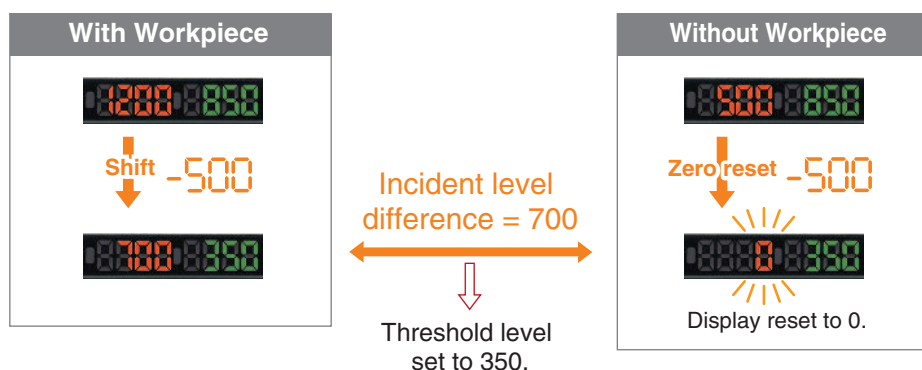 With Workpiece
1200 850
Shift -500
700 350
Incident level
difference = 700
Threshold level
set to 350.
Without Workpiece
500 850
Zero reset -500
0 350
Display reset to 0.